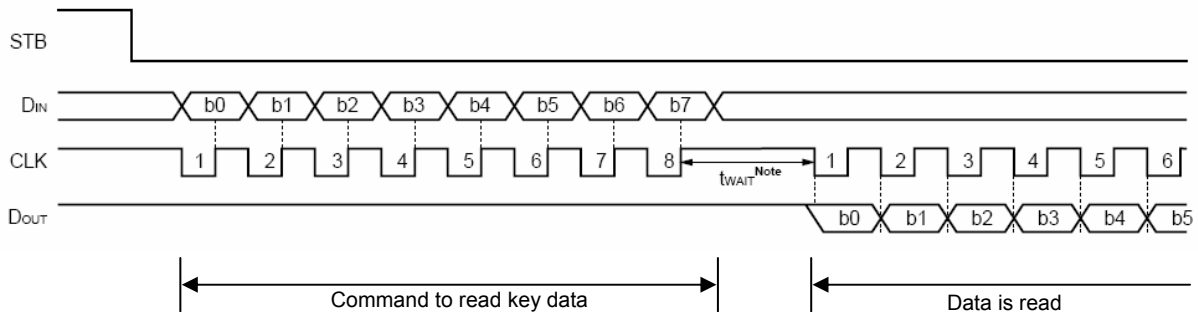 STB
DIN b0 b1 b2 b3 b4 b5 b6 b7
CLK 1 2 3 4 5 6 7 8 1 2 3 4 5 6
tWAIT Note
DOUT b0 b1 b2 b3 b4 b5
Command to read key data Data is read